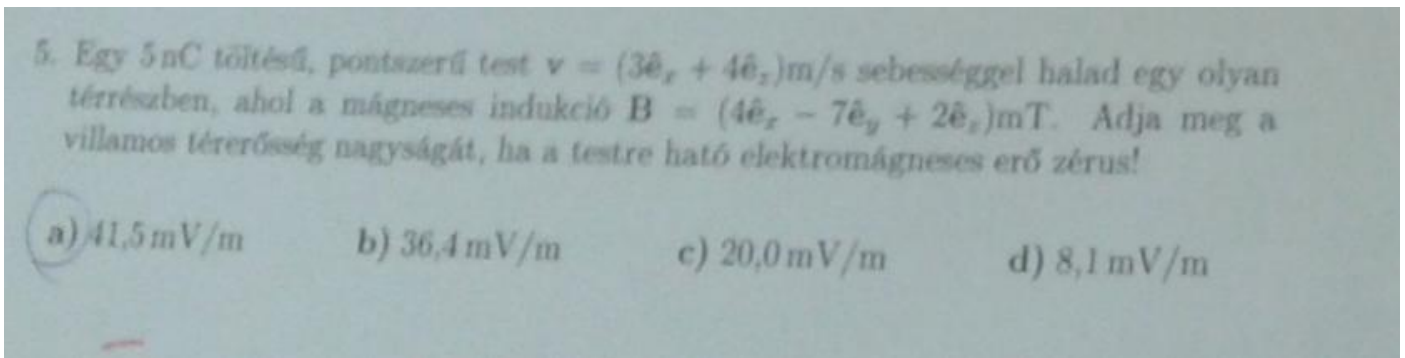 5. Egy 5 nC töltésű, pontszerű test v = (3ê_x + 4ê_z)m/s sebességgel halad egy olyan
térrészben, ahol a mágneses indukció B = (4ê_x − 7ê_y + 2ê_z)mT. Adja meg a
villamos térerősség nagyságát, ha a testre ható elektromágneses erő zérus!
a) 41,5 mV/m b) 36,4 mV/m c) 20,0 mV/m d) 8,1 mV/m